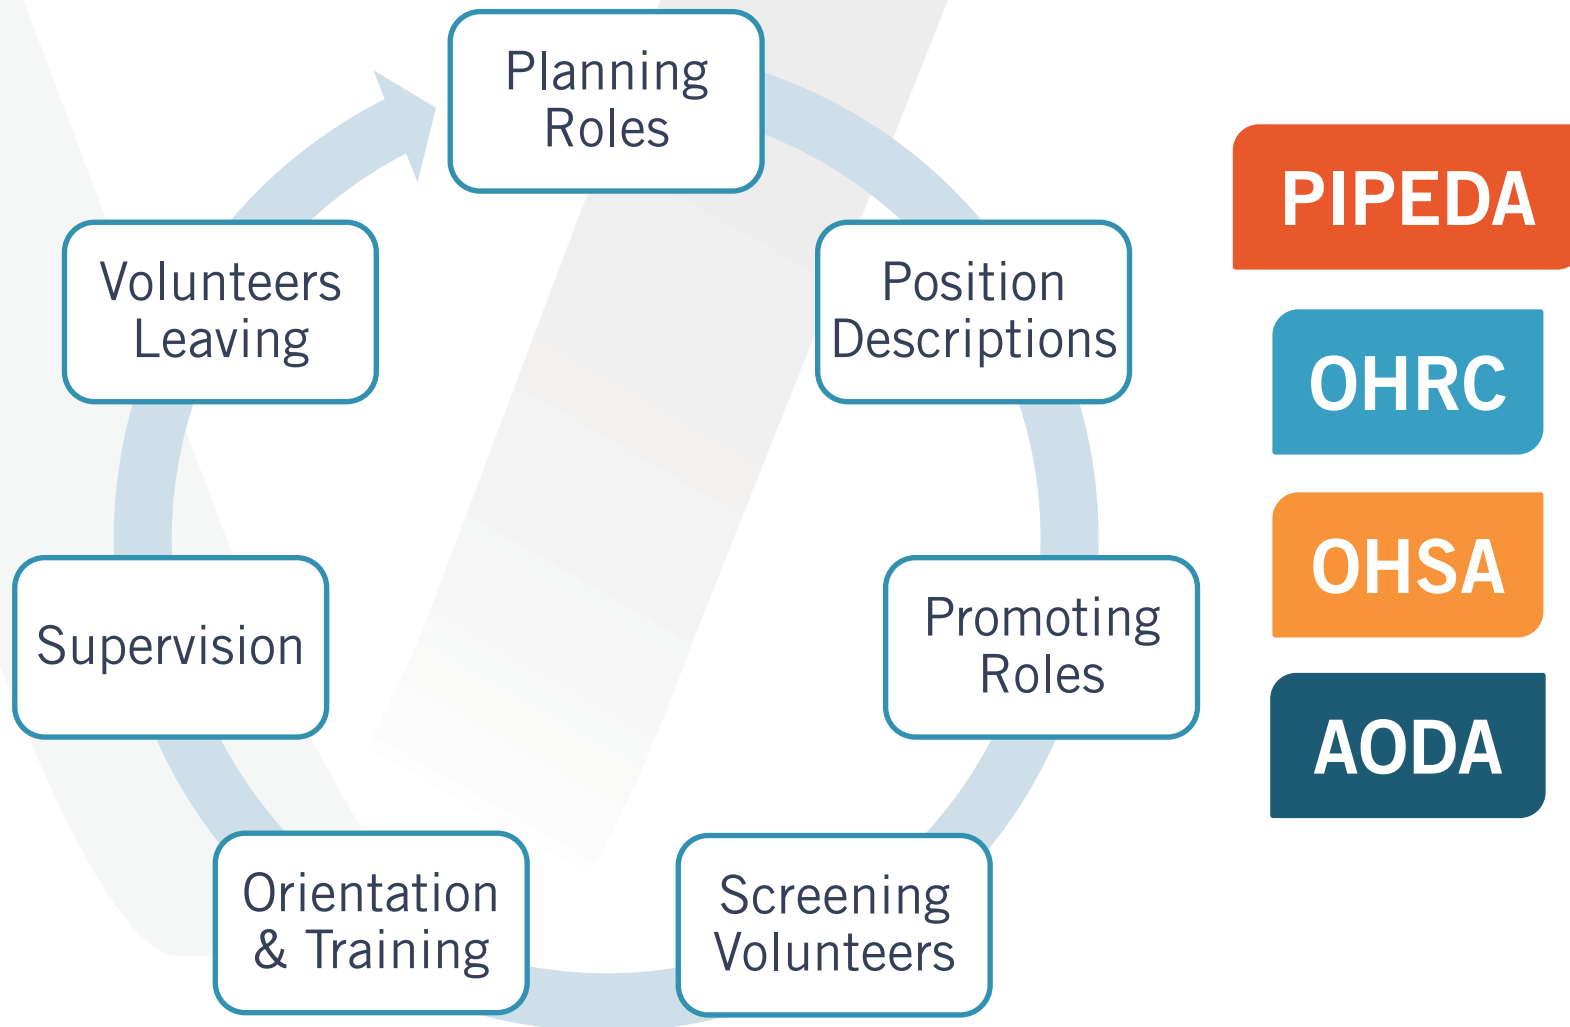 Planning
Roles
Position
Descriptions
Promoting
Roles
Screening
Volunteers
Orientation
& Training
Supervision
Volunteers
Leaving
PIPEDA
OHRC
OHSA
AODA